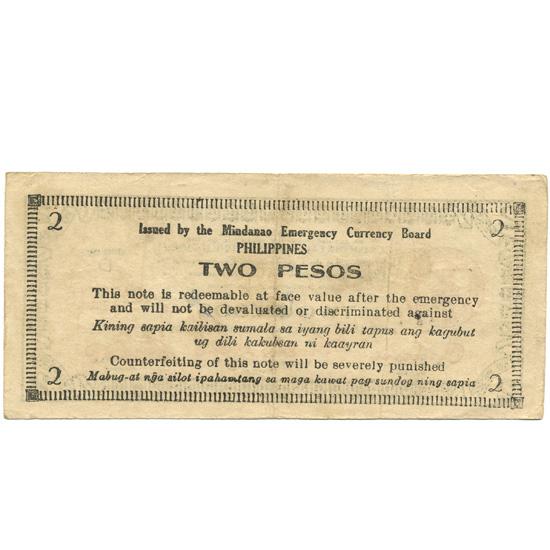 2 2
Issued by the Mindanao Emergency Currency Board
PHILIPPINES
TWO PESOS
This note is redeemable at face value after the emergency
and will not be devaluated or discriminated against
Kining sapia kailisan sumala sa iyang bili tapus ang kagubut
ug dili kakubsan ni kaayran
Counterfeiting of this note will be severely punished
Mabug-at nga silot ipahamtang sa maga kawat pag sundog ning sapia
2 2